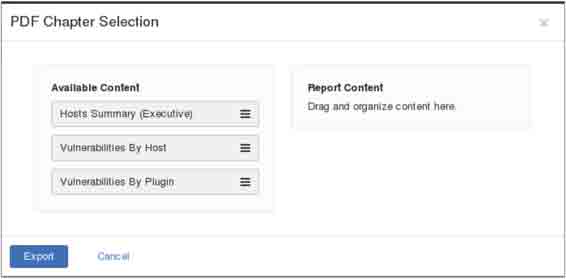 PDF Chapter Selection
Available Content
Hosts Summary (Executive)
Vulnerabilities By Host
Vulnerabilities By Plugin
Report Content
Drag and organize content here.
Export
Cancel